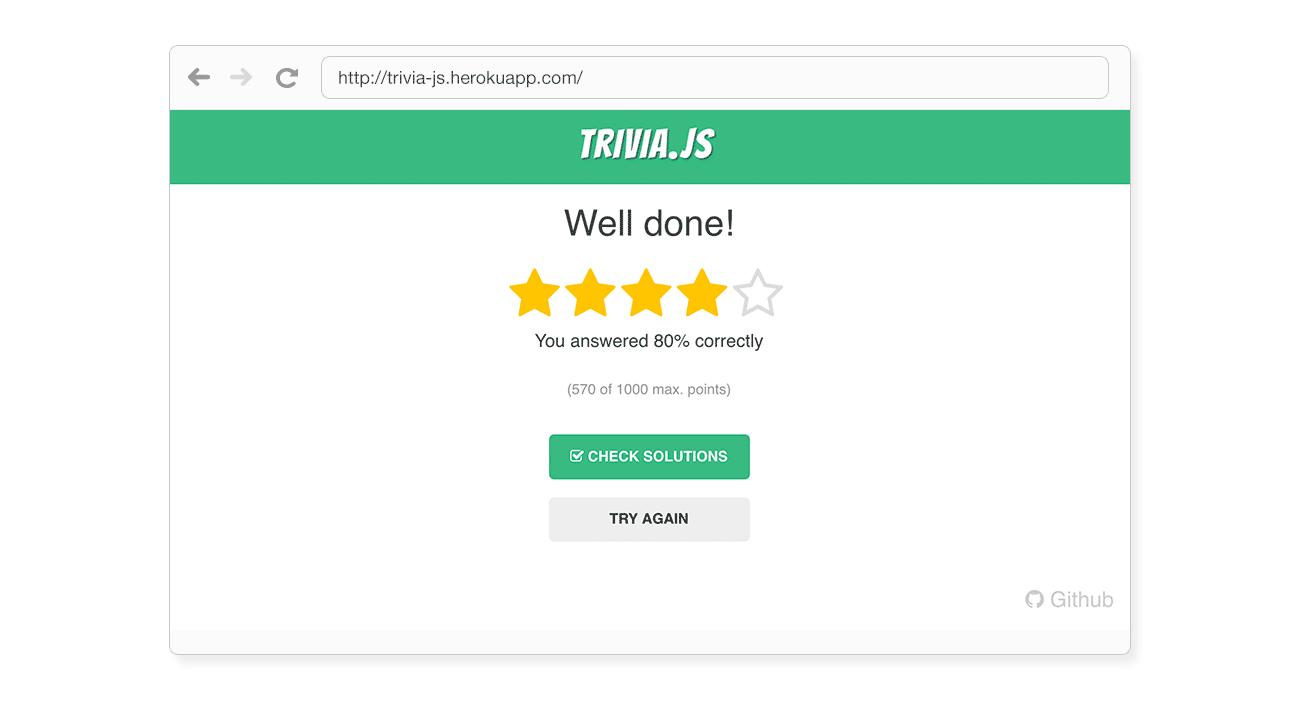 http://trivia-js.herokuapp.com/
TRIVIA.JS
Well done!
You answered 80% correctly
(570 of 1000 max. points)
CHECK SOLUTIONS
TRY AGAIN
Github